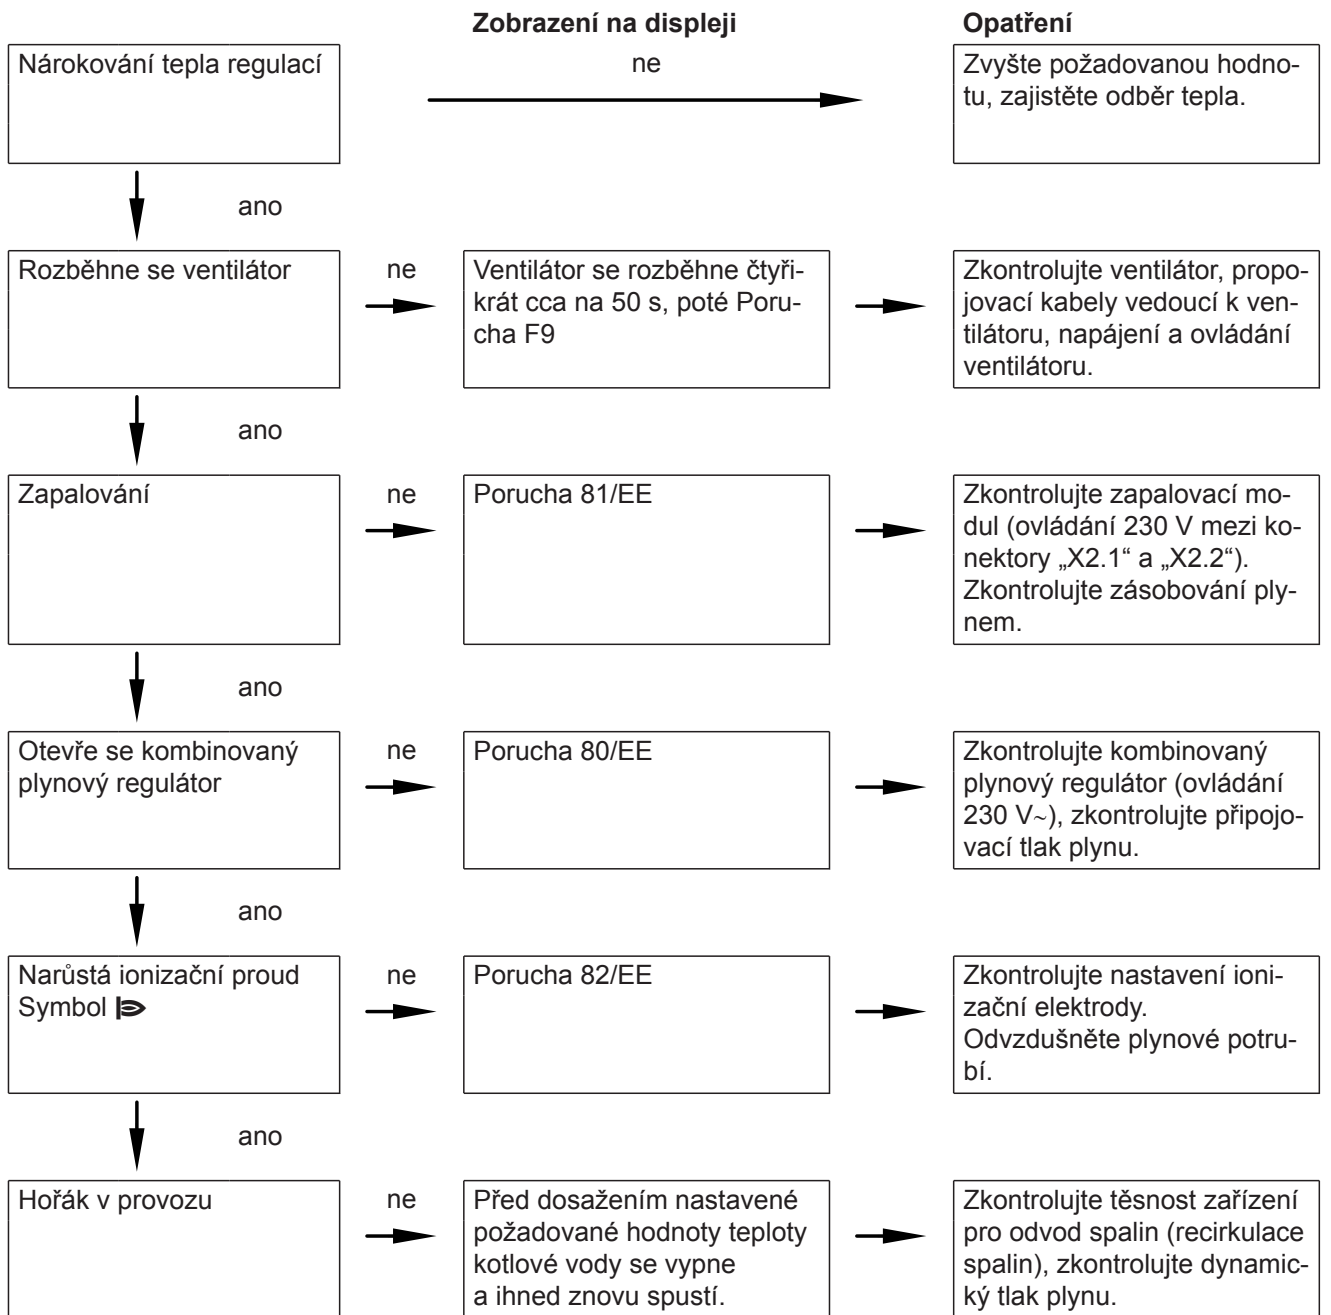 Zobrazení na displeji
Opatření
Nárokování tepla regulací
ne
Zvyšte požadovanou hodno-
tu, zajistěte odběr tepla.
ano
Rozběhne se ventilátor
ne
Ventilátor se rozběhne čtyři-
krát cca na 50 s, poté Poru-
cha F9
Zkontrolujte ventilátor, propo-
jovací kabely vedoucí k ven-
tilátoru, napájení a ovládání
ventilátoru.
ano
Zapalování
ne
Porucha 81/EE
Zkontrolujte zapalovací mo-
dul (ovládání 230 V mezi ko-
nektory „X2.1“ a „X2.2“).
Zkontrolujte zásobování ply-
nem.
ano
Otevře se kombinovaný
plynový regulátor
ne
Porucha 80/EE
Zkontrolujte kombinovaný
plynový regulátor (ovládání
230 V~), zkontrolujte připojo-
vací tlak plynu.
ano
Narůstá ionizační proud
Symbol
ne
Porucha 82/EE
Zkontrolujte nastavení ioni-
zační elektrody.
Odvzdušněte plynové potru-
bí.
ano
Hořák v provozu
ne
Před dosažením nastavené
požadované hodnoty teploty
kotlové vody se vypne
a ihned znovu spustí.
Zkontrolujte těsnost zařízení
pro odvod spalin (recirkulace
spalin), zkontrolujte dynamic-
ký tlak plynu.